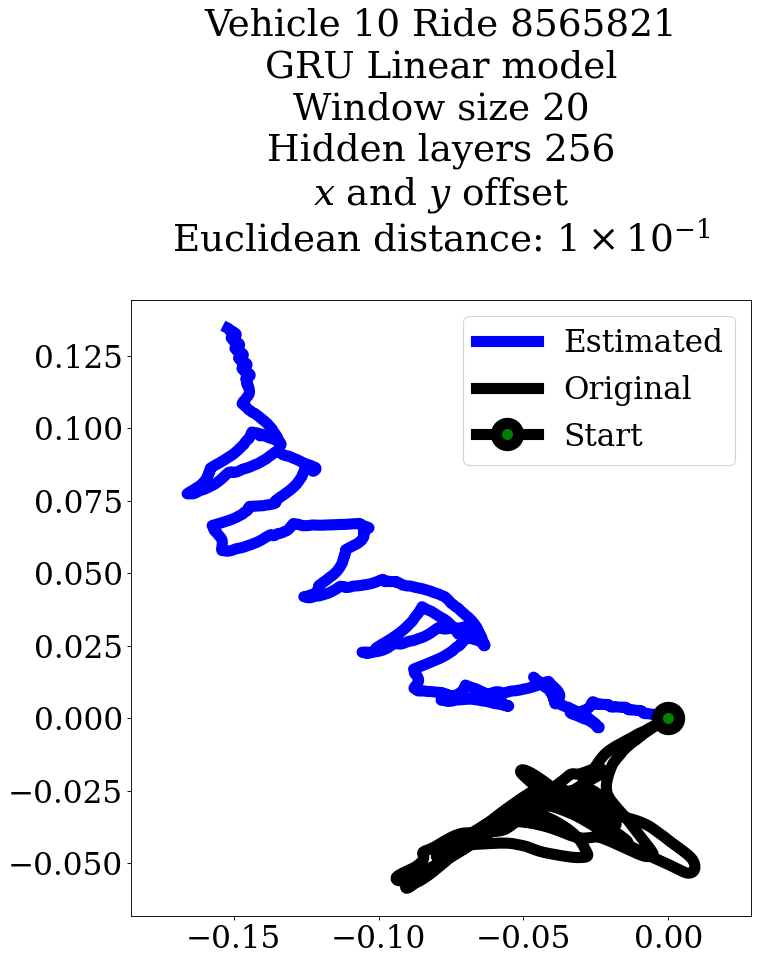 Vehicle 10 Ride 8565821
GRU Linear model
Window size 20
Hidden layers 256
x and y offset
Euclidean distance: 1 × 10⁻¹
Estimated
Original
Start
0.125
0.100
0.075
0.050
0.025
0.000
−0.025
−0.050
−0.15 −0.10 −0.05 0.00